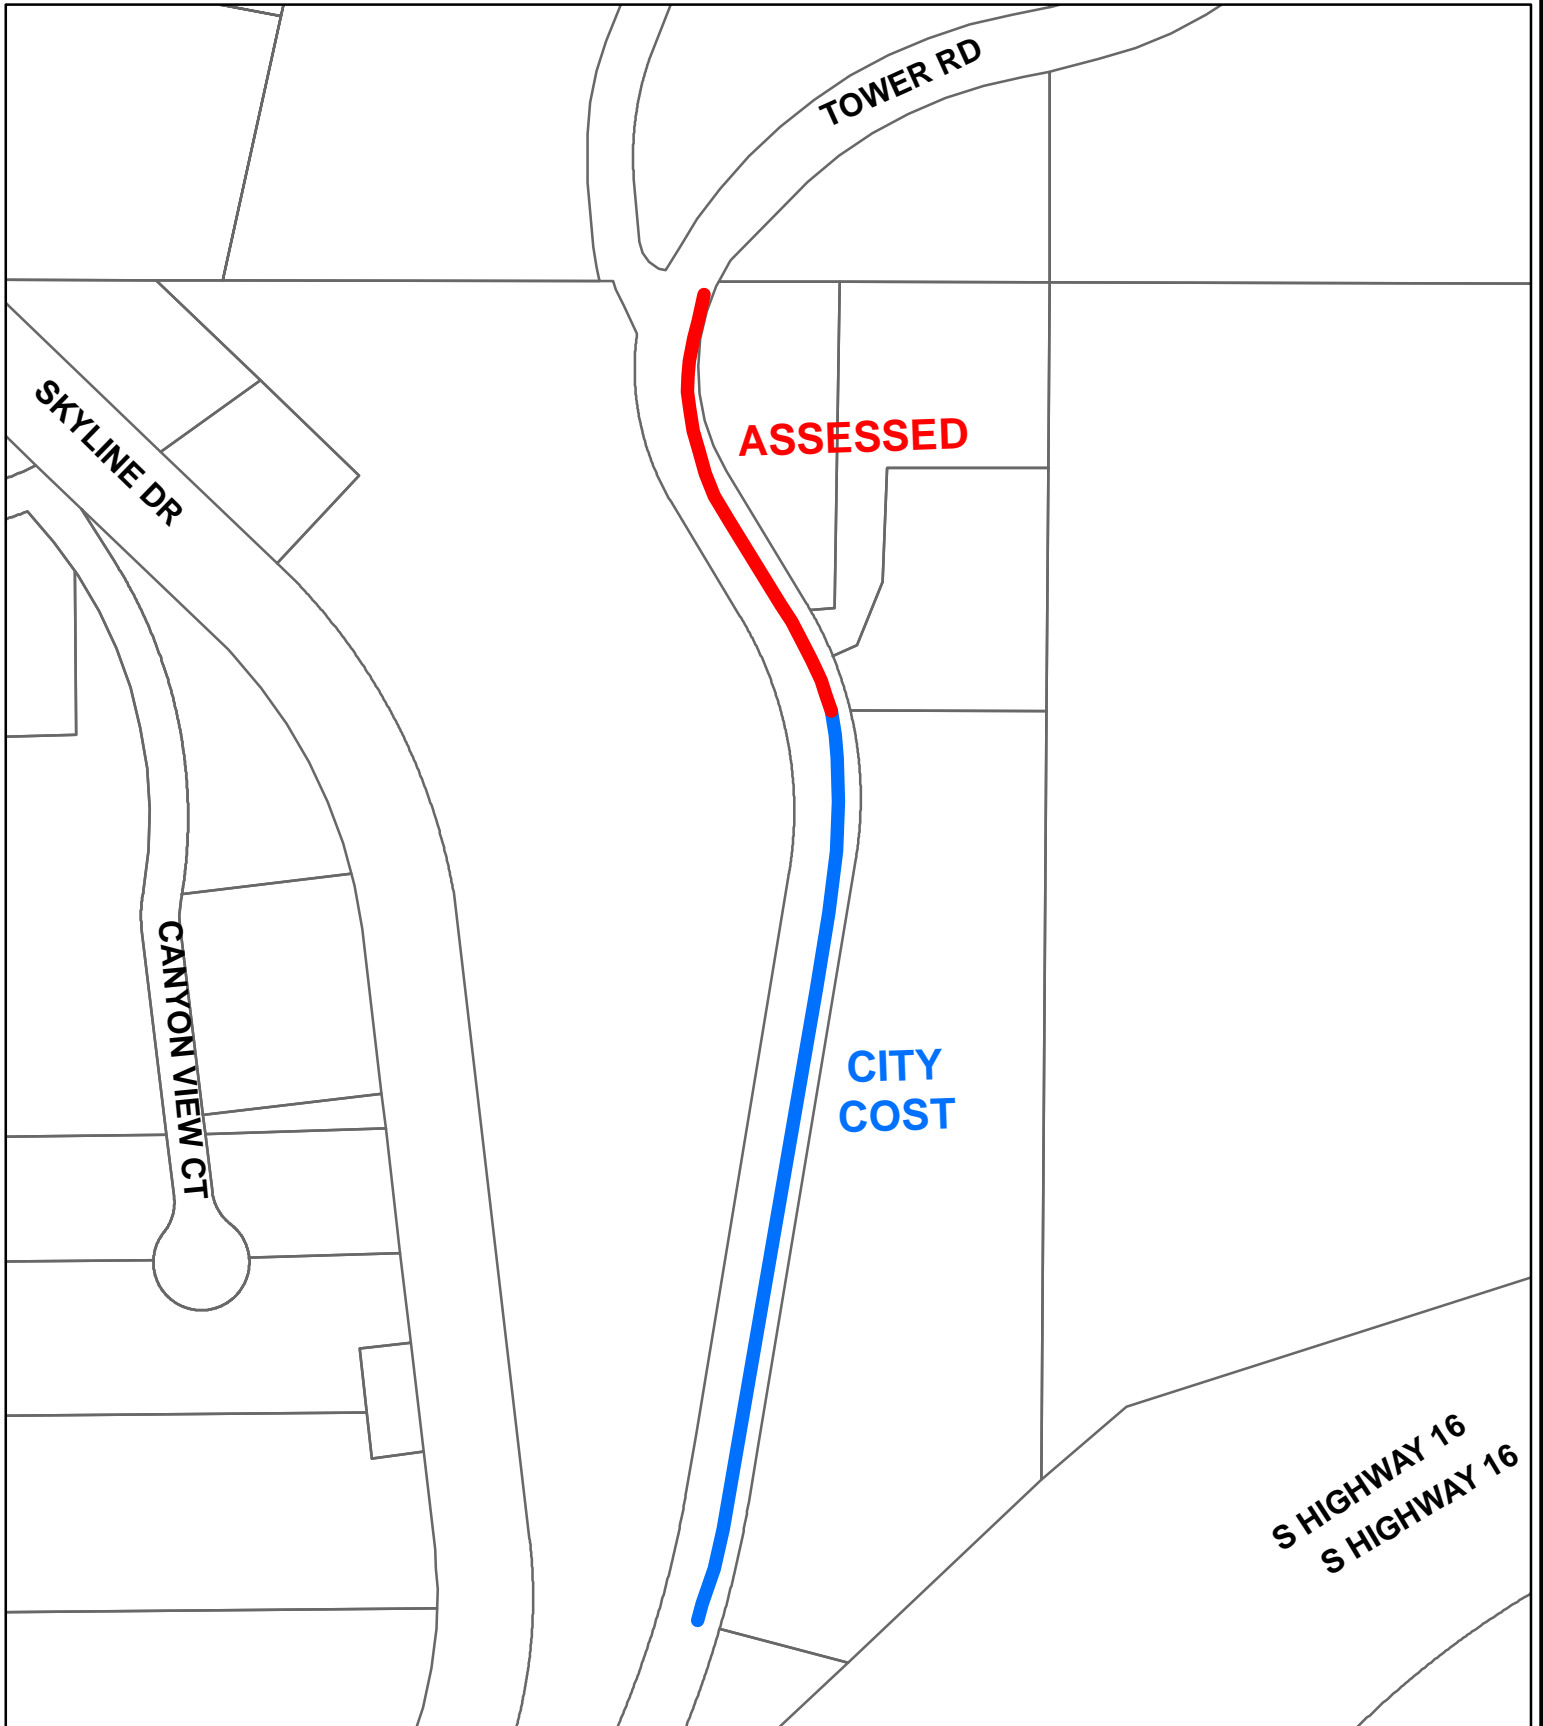 TOWER RD
SKYLINE DR
ASSESSED
CANYON VIEW CT
CITY
COST
S HIGHWAY 16
S HIGHWAY 16